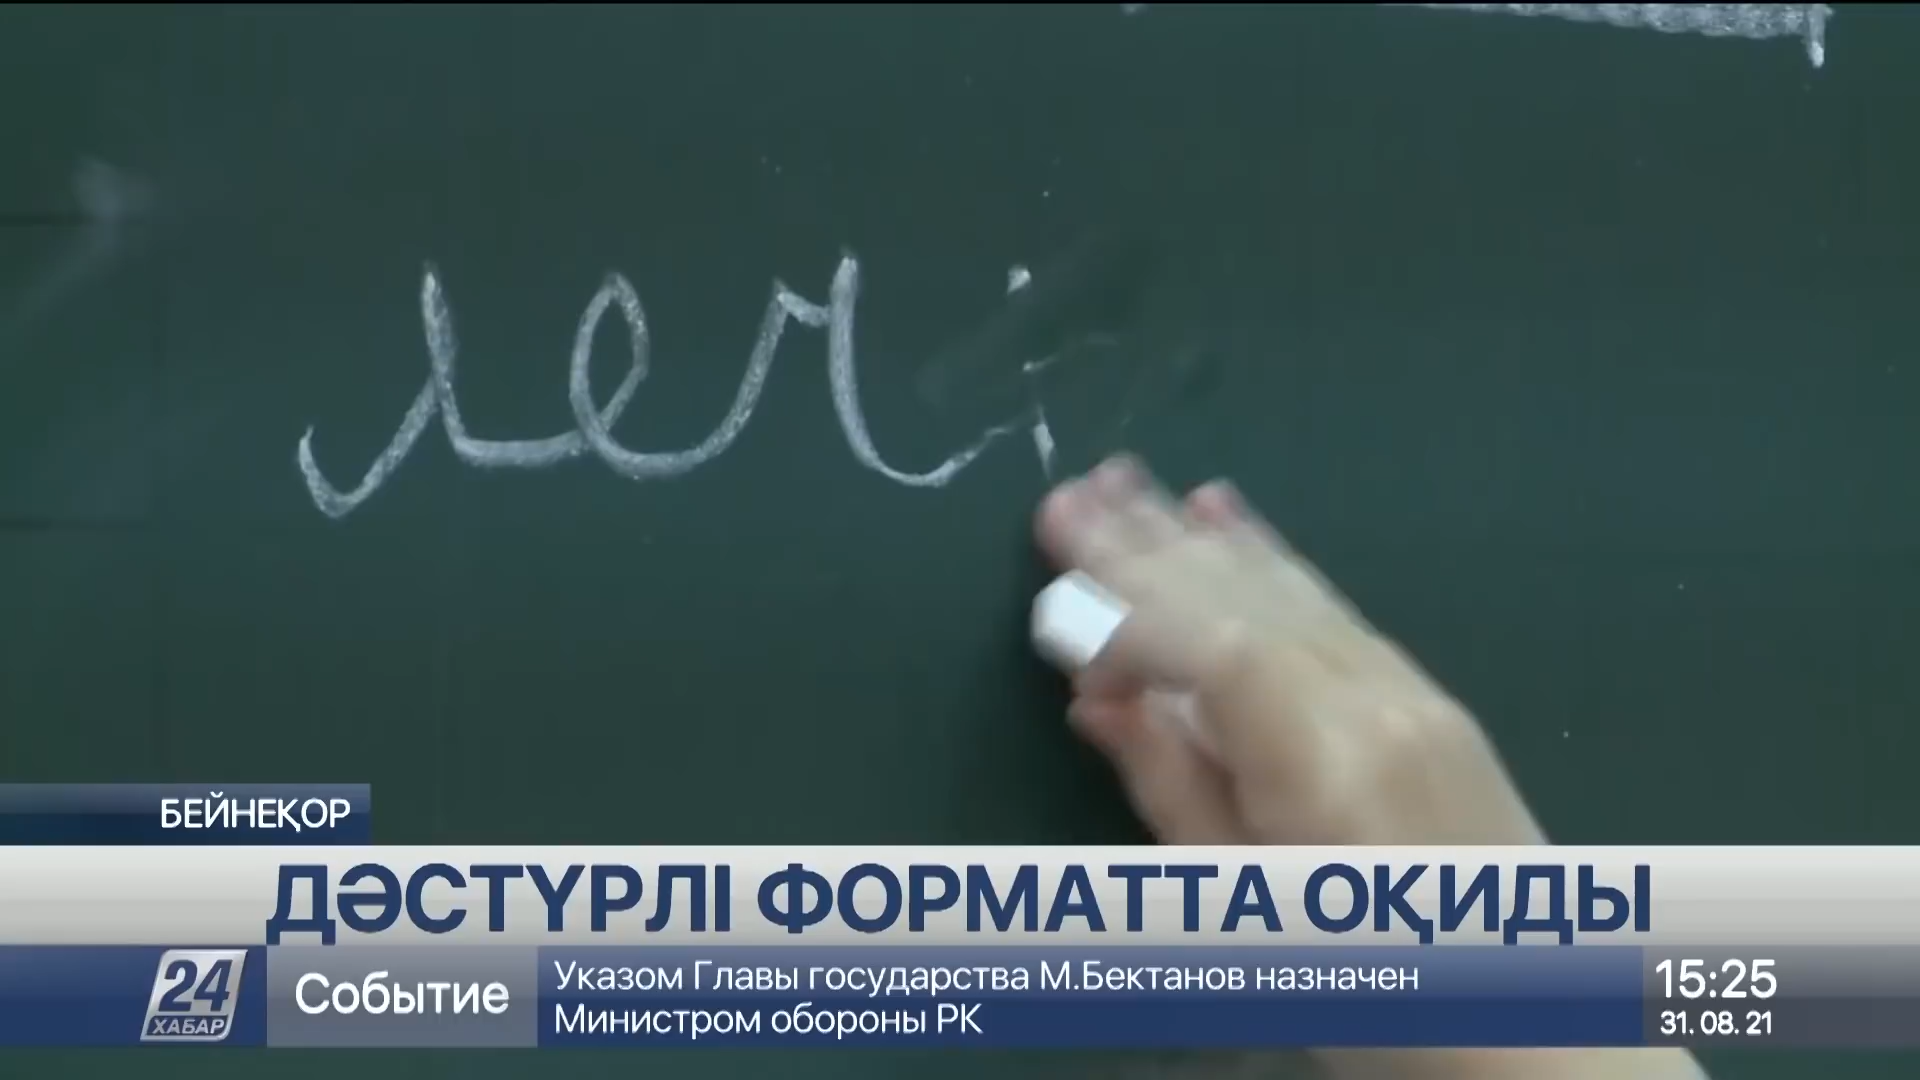 леч
БЕЙНЕҚОР
ДӘСТҮРЛІ ФОРМАТТА ОҚИДЫ
24 ХАБАР
Событие
Указом Главы государства М.Бектанов назначен
Министром обороны РК
15:25
31.08.21